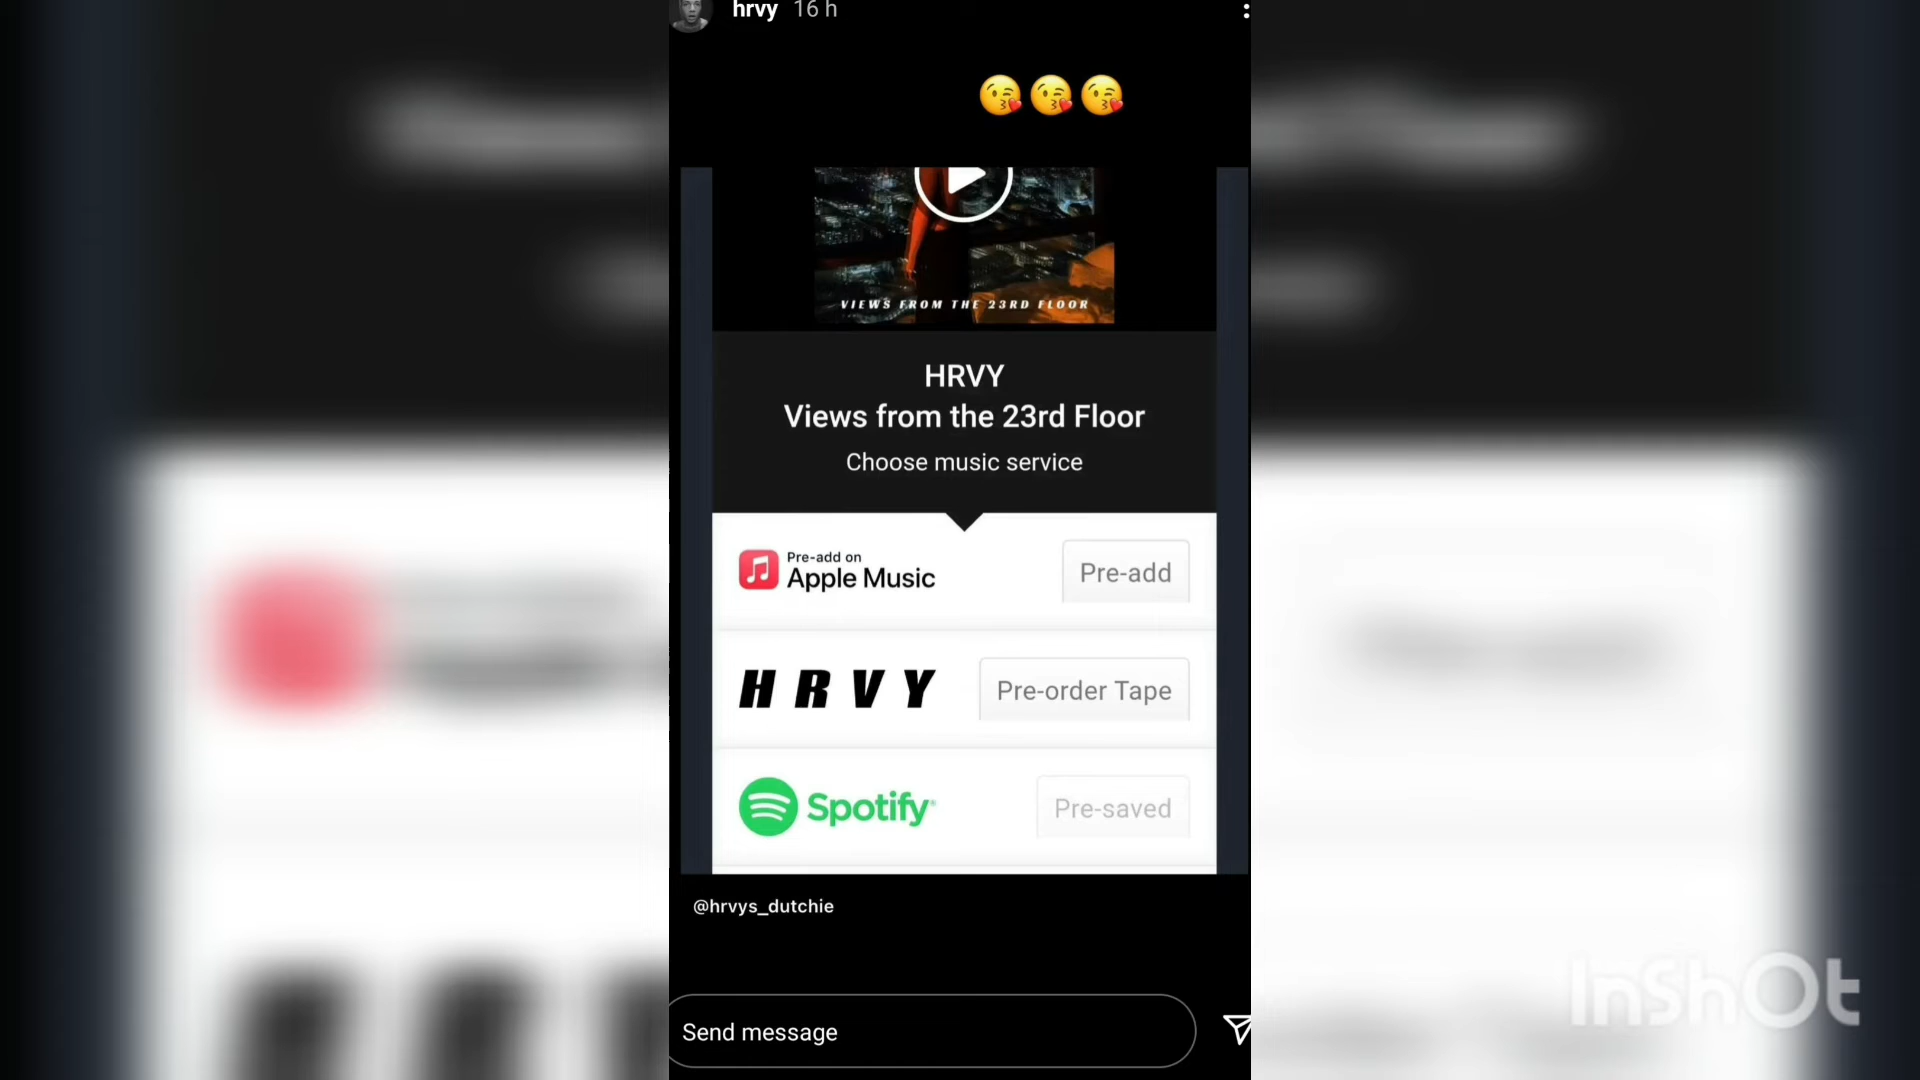 hrvy 16 h
😘😘😘
VIEWS FROM THE 23RD FLOOR
HRVY
Views from the 23rd Floor
Choose music service
Pre-add on
Apple Music
Pre-add
HRVY
Pre-order Tape
Spotify
Pre-saved
@hrvys_dutchie
Send message
InShOt